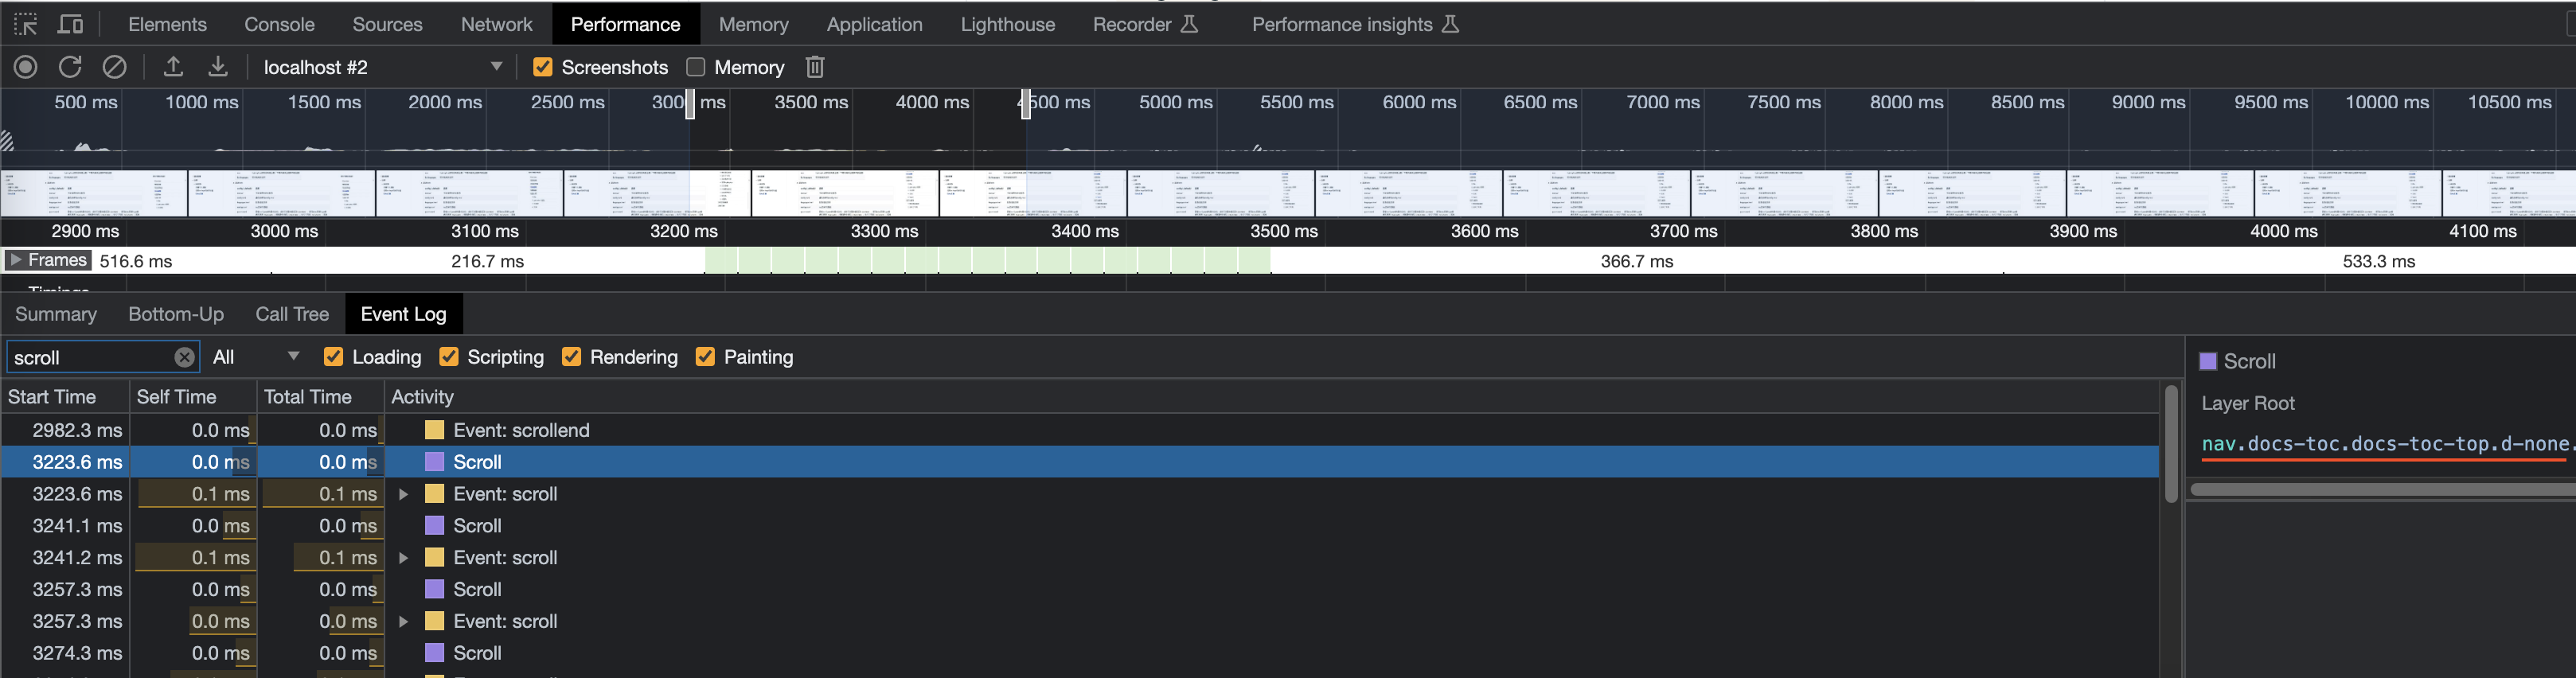 Elements Console Sources Network Performance Memory Application Lighthouse Recorder Performance insights
localhost #2 Screenshots Memory
500 ms 1000 ms 1500 ms 2000 ms 2500 ms 300 ms 3500 ms 4000 ms 4500 ms 5000 ms 5500 ms 6000 ms 6500 ms 7000 ms 7500 ms 8000 ms 8500 ms 9000 ms 9500 ms 10000 ms 10500 ms
2900 ms 3000 ms 3100 ms 3200 ms 3300 ms 3400 ms 3500 ms 3600 ms 3700 ms 3800 ms 3900 ms 4000 ms 4100 ms
Frames 516.6 ms 216.7 ms 366.7 ms 533.3 ms
Timings
Summary Bottom-Up Call Tree Event Log
scroll All Loading Scripting Rendering Painting
Start Time Self Time Total Time Activity
2982.3 ms 0.0 ms 0.0 ms Event: scrollend
3223.6 ms 0.0 ms 0.0 ms Scroll
3223.6 ms 0.1 ms 0.1 ms Event: scroll
3241.1 ms 0.0 ms 0.0 ms Scroll
3241.2 ms 0.1 ms 0.1 ms Event: scroll
3257.3 ms 0.0 ms 0.0 ms Scroll
3257.3 ms 0.0 ms 0.0 ms Event: scroll
3274.3 ms 0.0 ms 0.0 ms Scroll
Scroll
Layer Root
nav.docs-toc.docs-toc-top.d-none.